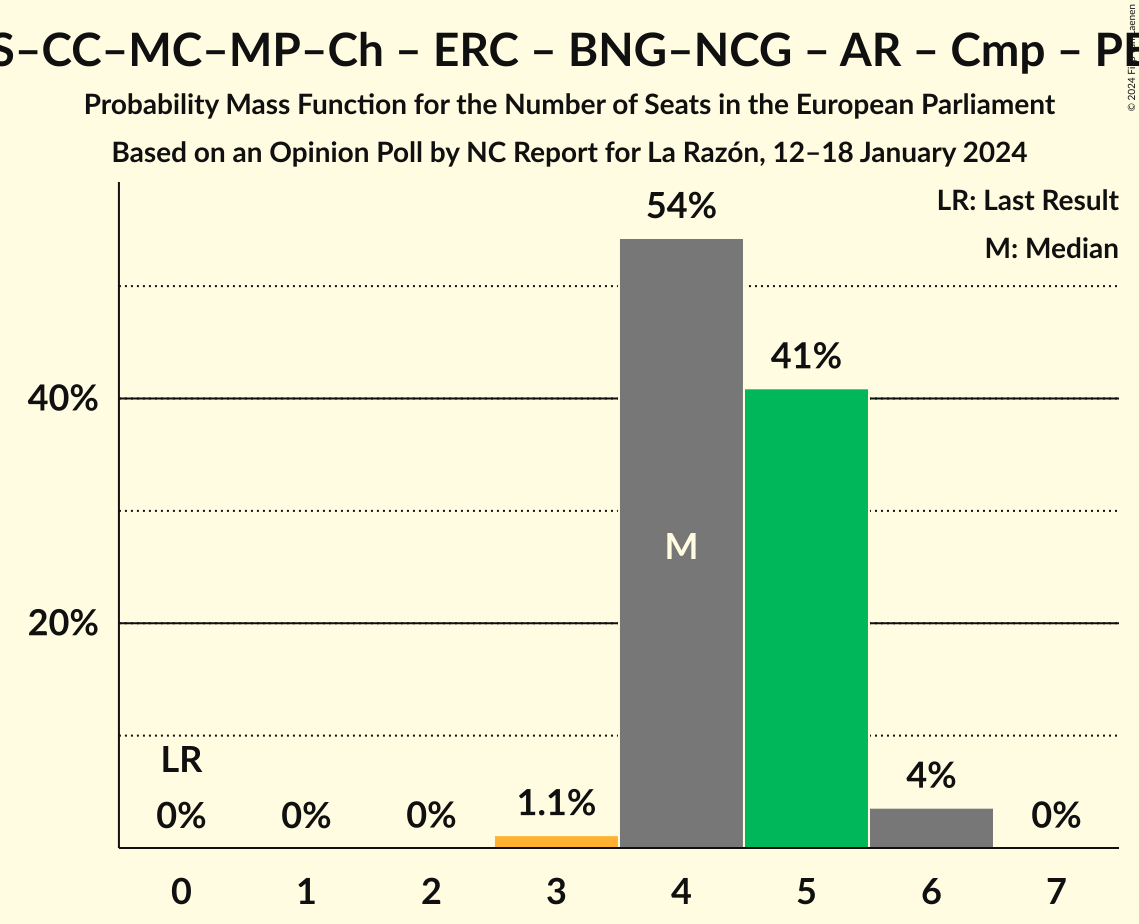 S–CC–MC–MP–Ch – ERC – BNG–NCG – AR – Cmp –
Probability Mass Function for the Number of Seats in the European Parliament
Based on an Opinion Poll by NC Report for La Razón, 12–18 January 2024
© 2024
LR: Last Result
M: Median
54%
41%
40%
M
20%
LR
4%
1.1%
0% 0% 0% 0%
0 1 2 3 4 5 6 7